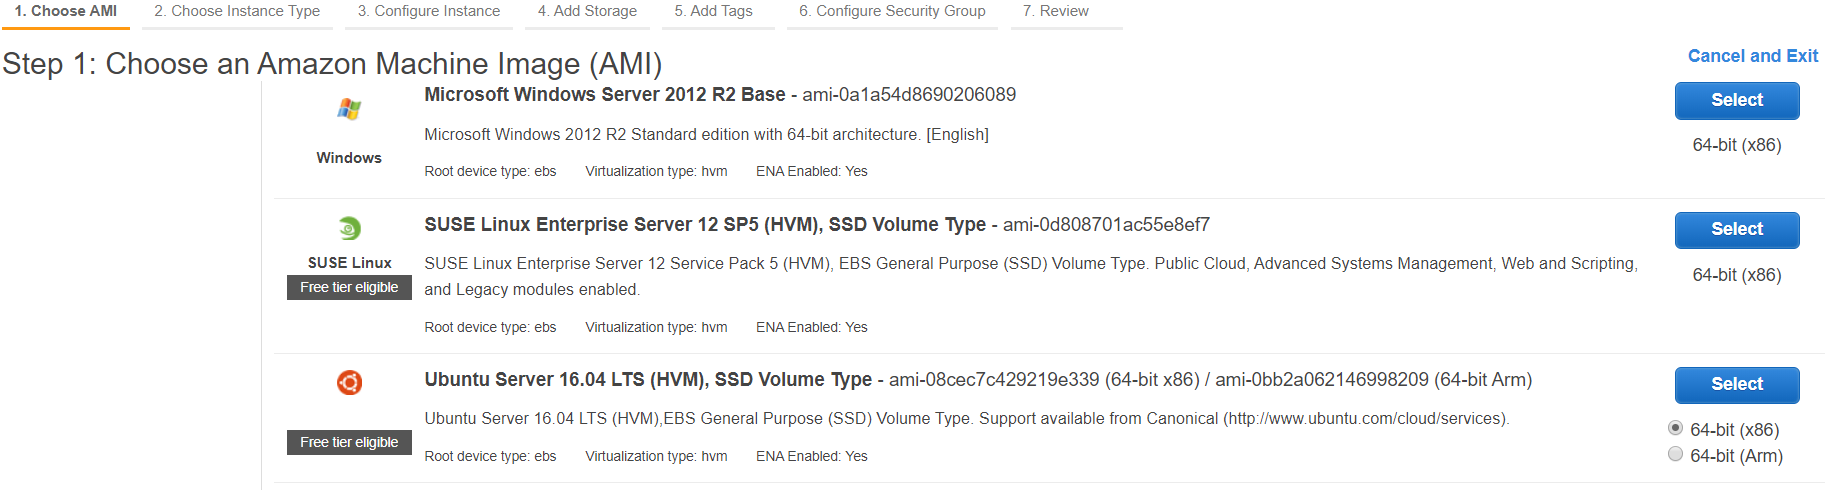 1. Choose AMI 2. Choose Instance Type 3. Configure Instance 4. Add Storage 5. Add Tags 6. Configure Security Group 7. Review
Step 1: Choose an Amazon Machine Image (AMI)
Cancel and Exit
Windows
Microsoft Windows Server 2012 R2 Base - ami-0a1a54d8690206089
Microsoft Windows 2012 R2 Standard edition with 64-bit architecture. [English]
Root device type: ebs Virtualization type: hvm ENA Enabled: Yes
Select
64-bit (x86)
SUSE Linux
Free tier eligible
SUSE Linux Enterprise Server 12 SP5 (HVM), SSD Volume Type - ami-0d808701ac55e8ef7
SUSE Linux Enterprise Server 12 Service Pack 5 (HVM), EBS General Purpose (SSD) Volume Type. Public Cloud, Advanced Systems Management, Web and Scripting,
and Legacy modules enabled.
Root device type: ebs Virtualization type: hvm ENA Enabled: Yes
Select
64-bit (x86)
Free tier eligible
Ubuntu Server 16.04 LTS (HVM), SSD Volume Type - ami-08cec7c429219e339 (64-bit x86) / ami-0bb2a062146998209 (64-bit Arm)
Ubuntu Server 16.04 LTS (HVM),EBS General Purpose (SSD) Volume Type. Support available from Canonical (http://www.ubuntu.com/cloud/services).
Root device type: ebs Virtualization type: hvm ENA Enabled: Yes
Select
64-bit (x86)
64-bit (Arm)